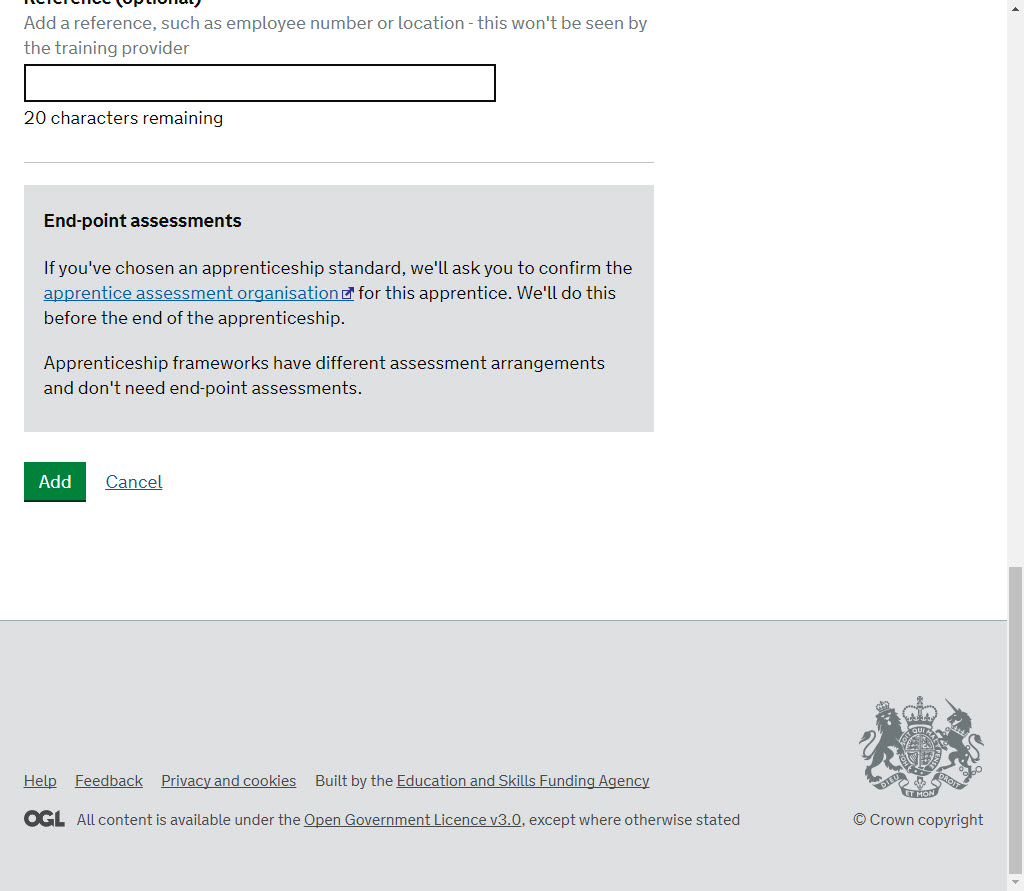 Reference (optional)
Add a reference, such as employee number or location - this won't be seen by
the training provider
20 characters remaining
End-point assessments
If you've chosen an apprenticeship standard, we'll ask you to confirm the
apprentice assessment organisation for this apprentice. We'll do this
before the end of the apprenticeship.
Apprenticeship frameworks have different assessment arrangements
and don't need end-point assessments.
Add Cancel
Help Feedback Privacy and cookies Built by the Education and Skills Funding Agency
OGL All content is available under the Open Government Licence v3.0, except where otherwise stated
DIEU ET MON DROIT
© Crown copyright